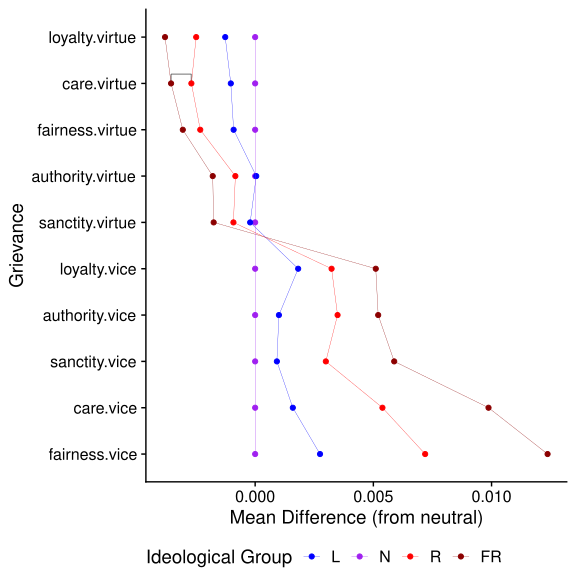 loyalty.virtue
care.virtue
fairness.virtue
authority.virtue
sanctity.virtue
loyalty.vice
authority.vice
sanctity.vice
care.vice
fairness.vice
Grievance
0.000 0.005 0.010
Mean Difference (from neutral)
Ideological Group L N R FR